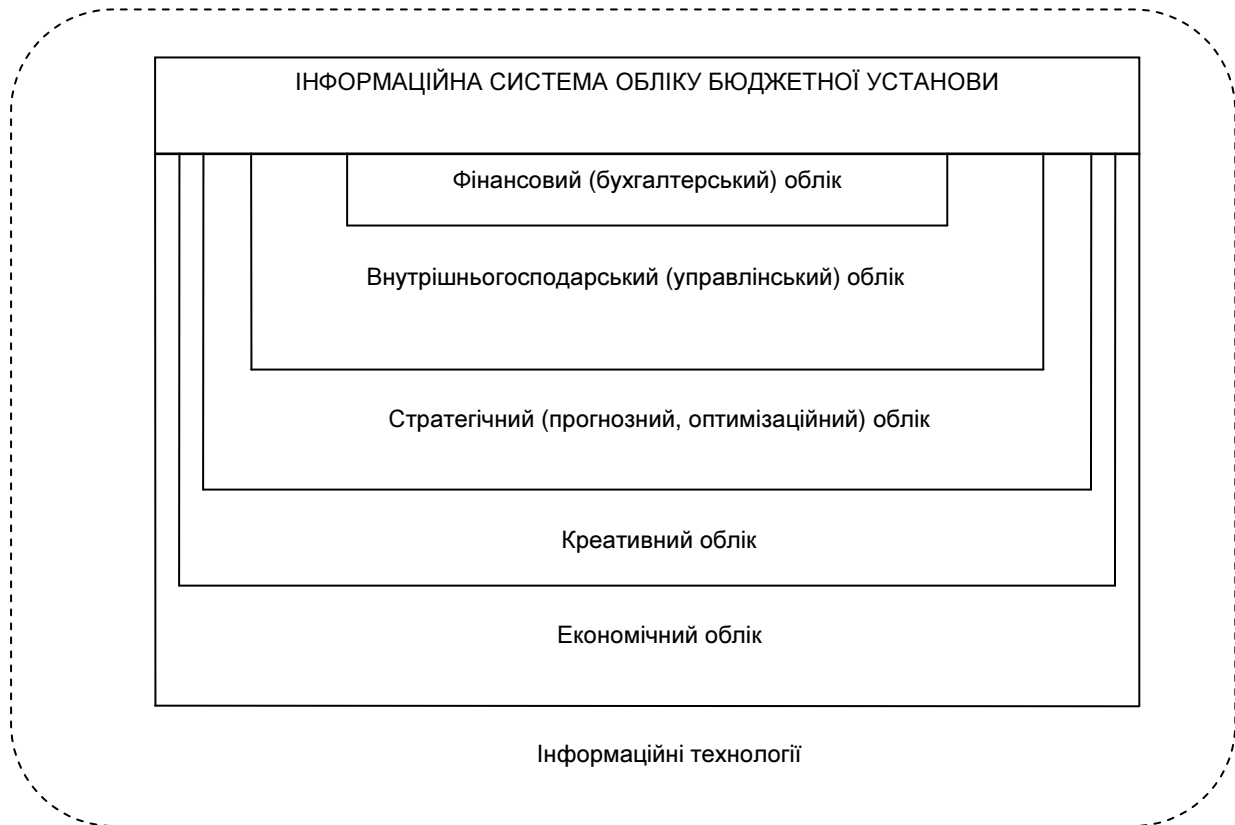 ІНФОРМАЦІЙНА СИСТЕМА ОБЛІКУ БЮДЖЕТНОЇ УСТАНОВИ
Фінансовий (бухгалтерський) облік
Внутрішньогосподарський (управлінський) облік
Стратегічний (прогнозний, оптимізаційний) облік
Креативний облік
Економічний облік
Інформаційні технології